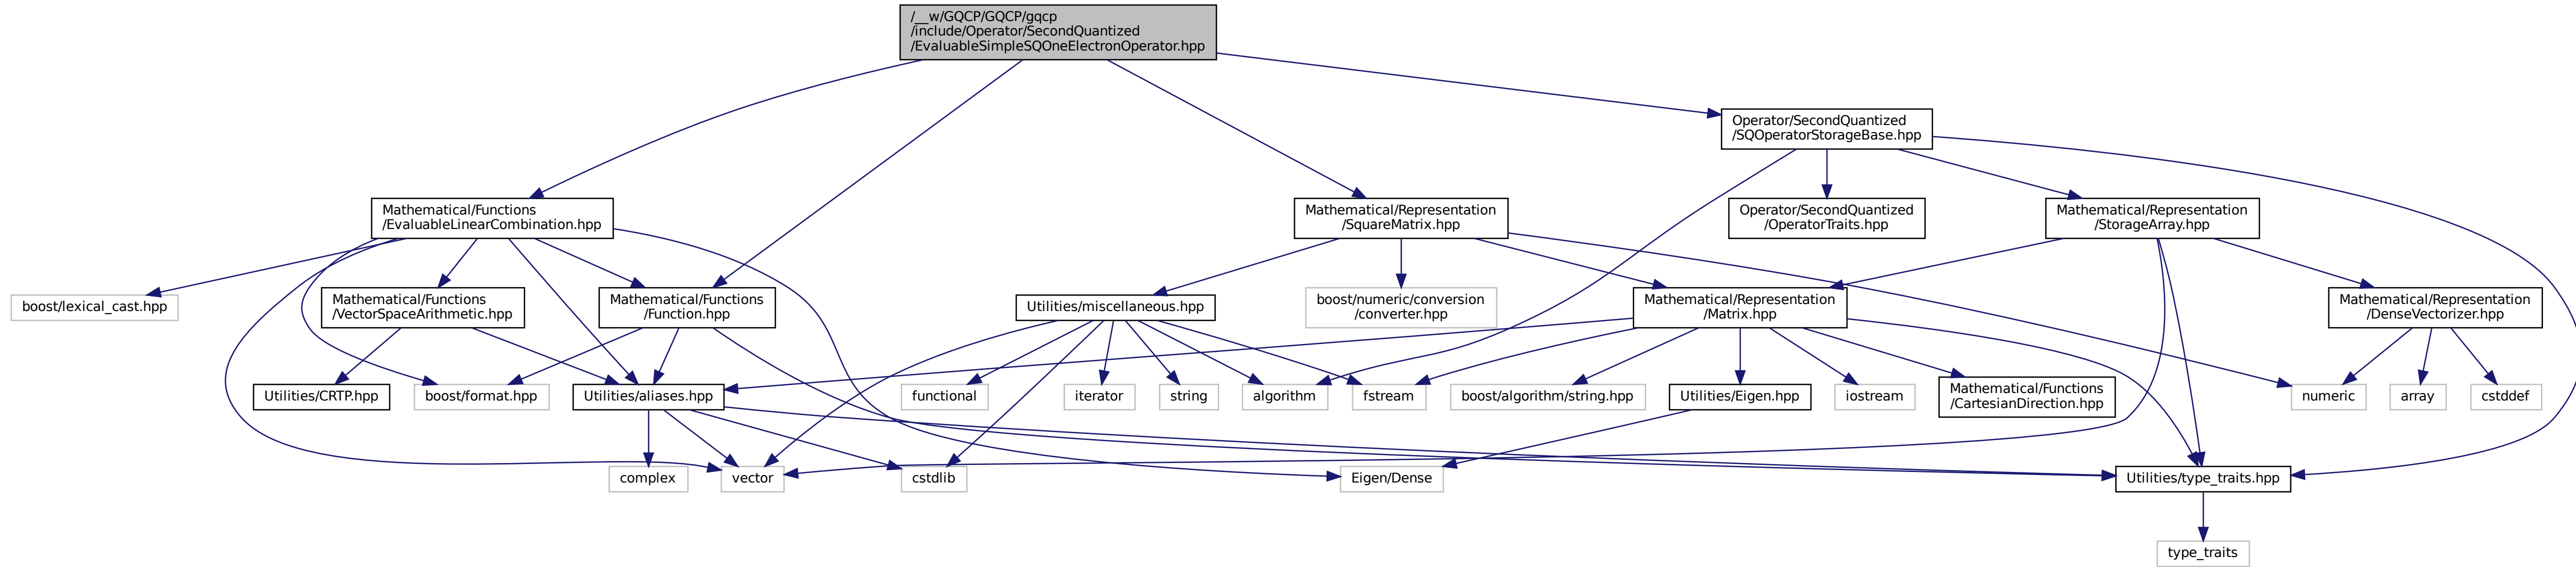 /__w/GQCP/GQCP/gqcp
/include/Operator/SecondQuantized
/EvaluableSimpleSQOneElectronOperator.hpp
Operator/SecondQuantized
/SQOperatorStorageBase.hpp
Mathematical/Functions
/EvaluableLinearCombination.hpp
Mathematical/Representation
/SquareMatrix.hpp
Operator/SecondQuantized
/OperatorTraits.hpp
Mathematical/Representation
/StorageArray.hpp
boost/lexical_cast.hpp
Mathematical/Functions
/VectorSpaceArithmetic.hpp
Mathematical/Functions
/Function.hpp
Utilities/miscellaneous.hpp
boost/numeric/conversion
/converter.hpp
Mathematical/Representation
/Matrix.hpp
Mathematical/Representation
/DenseVectorizer.hpp
Utilities/CRTP.hpp
boost/format.hpp
Utilities/aliases.hpp
functional
iterator
string
algorithm
fstream
boost/algorithm/string.hpp
Utilities/Eigen.hpp
iostream
Mathematical/Functions
/CartesianDirection.hpp
numeric
array
cstddef
complex
vector
cstdlib
Eigen/Dense
Utilities/type_traits.hpp
type_traits